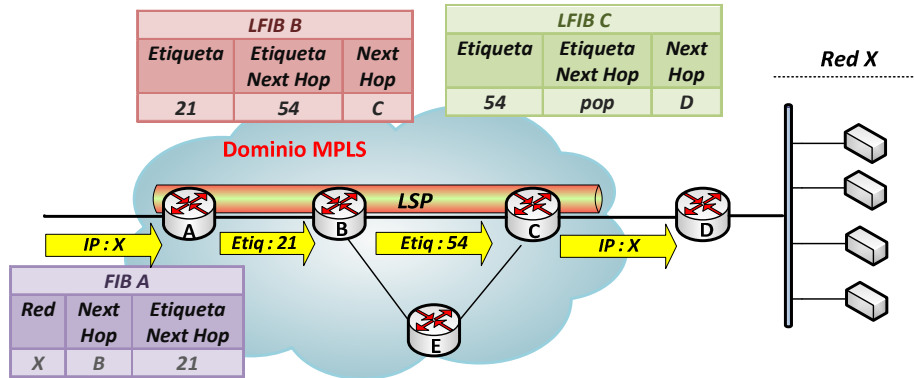 LFIB B
Etiqueta Etiqueta Next Hop Next Hop
21 54 C
LFIB C
Etiqueta Etiqueta Next Hop Next Hop
54 pop D
Red X
Dominio MPLS
LSP
A
B
C
D
IP : X
Etiq : 21
Etiq : 54
IP : X
E
FIB A
Red Next Hop Etiqueta Next Hop
X B 21